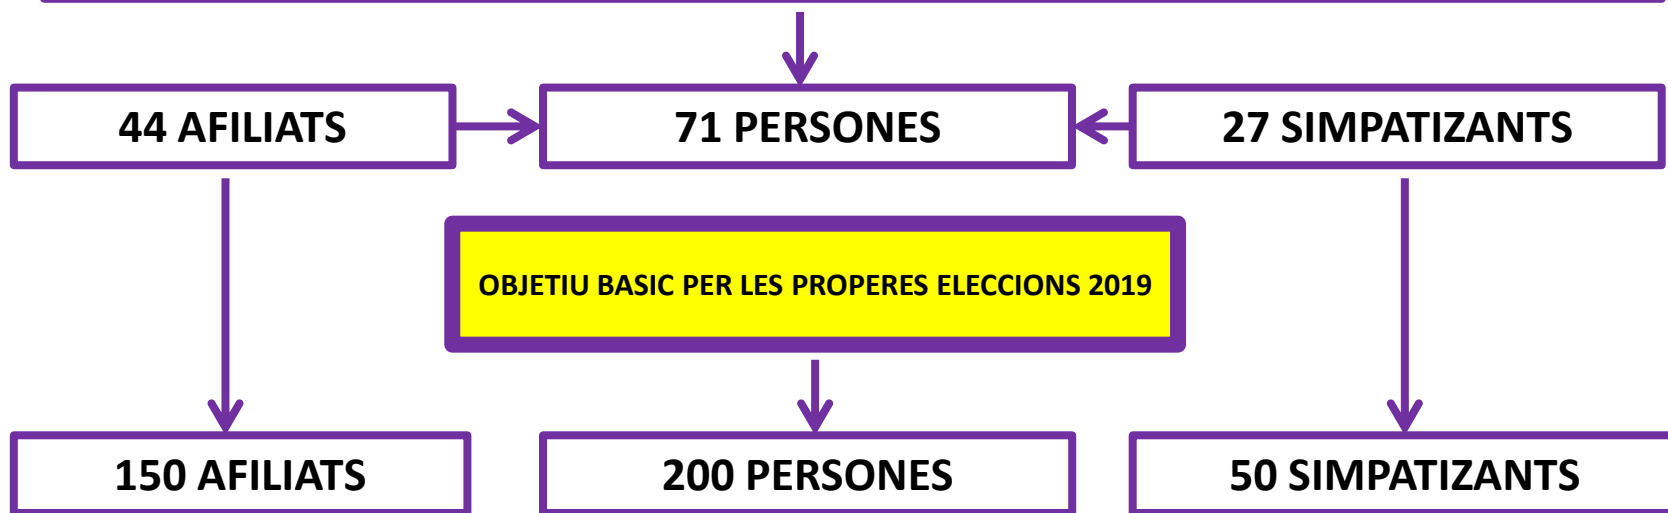 44 AFILIATS
71 PERSONES
27 SIMPATIZANTS
OBJETIU BASIC PER LES PROPERES ELECCIONS 2019
150 AFILIATS
200 PERSONES
50 SIMPATIZANTS